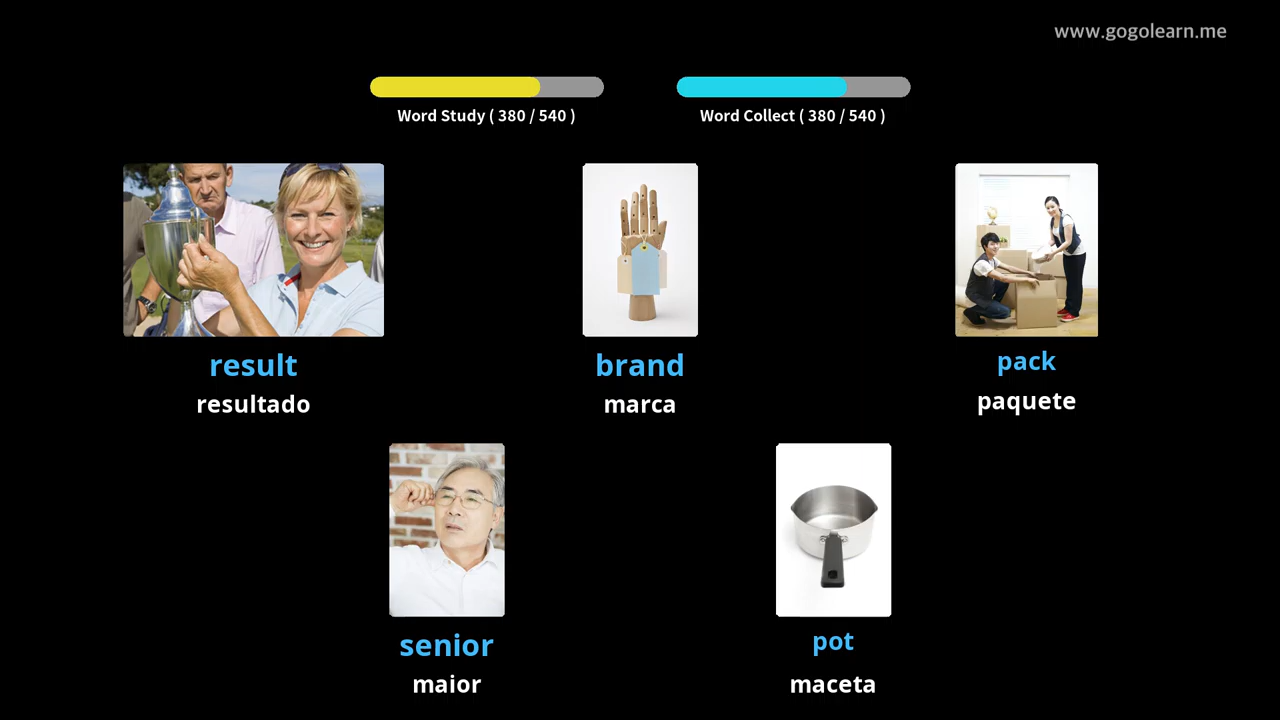 www.gogolearn.me
Word Study ( 380 / 540 )
Word Collect ( 380 / 540 )
result
resultado
brand
marca
pack
paquete
senior
maior
pot
maceta